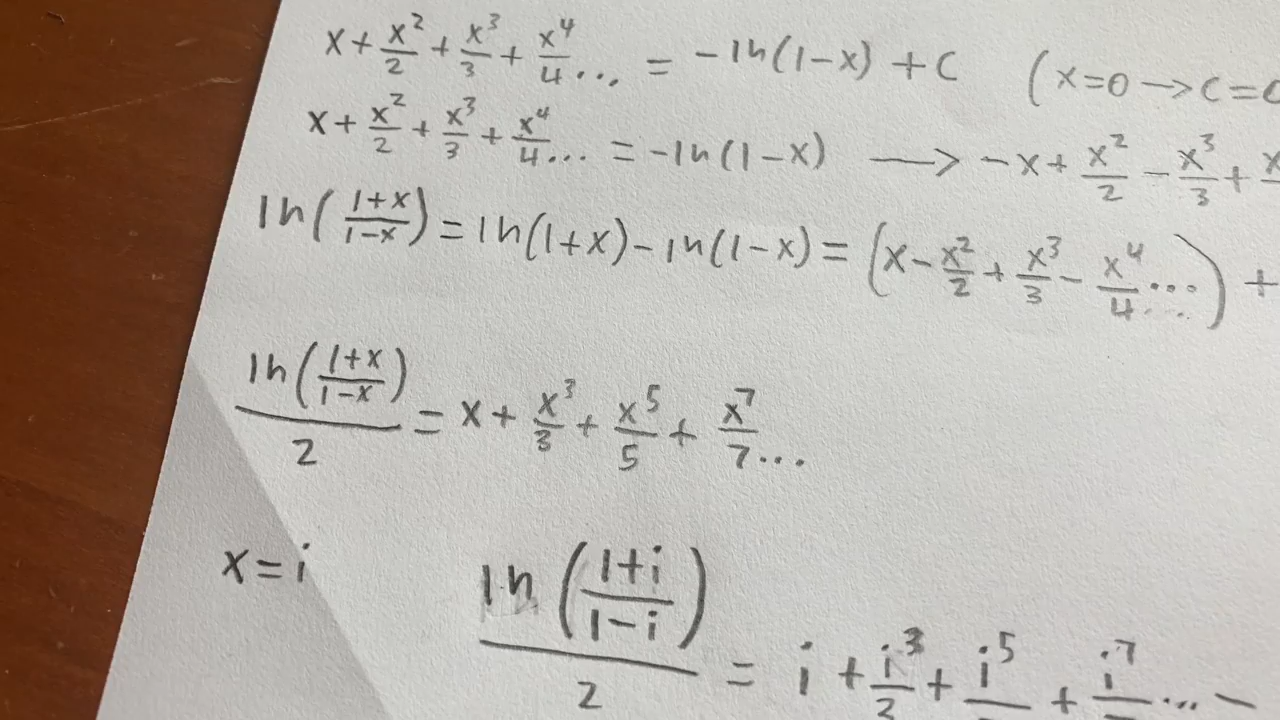 x + x²/2 + x³/3 + x⁴/4 ... = -ln(1-x) + C (x=0 → C=
x + x²/2 + x³/3 + x⁴/4 ... = -ln(1-x) → -x + x²/2 - x³/3 +
ln((1+x)/(1-x)) = ln(1+x) - ln(1-x) = (x - x²/2 + x³/3 - x⁴/4 ...) +
ln((1+x)/(1-x))/2 = x + x³/3 + x⁵/5 + x⁷/7 ...
x = i ln((1+i)/(1-i))/2 = i + i³/3 + i⁵ + i⁷ ...